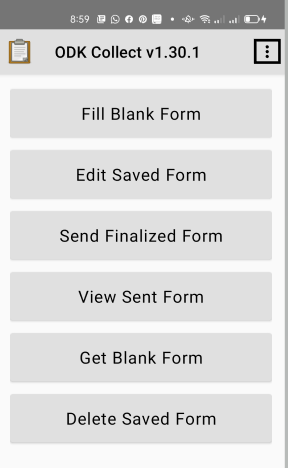 8:59
ODK Collect v1.30.1
Fill Blank Form
Edit Saved Form
Send Finalized Form
View Sent Form
Get Blank Form
Delete Saved Form